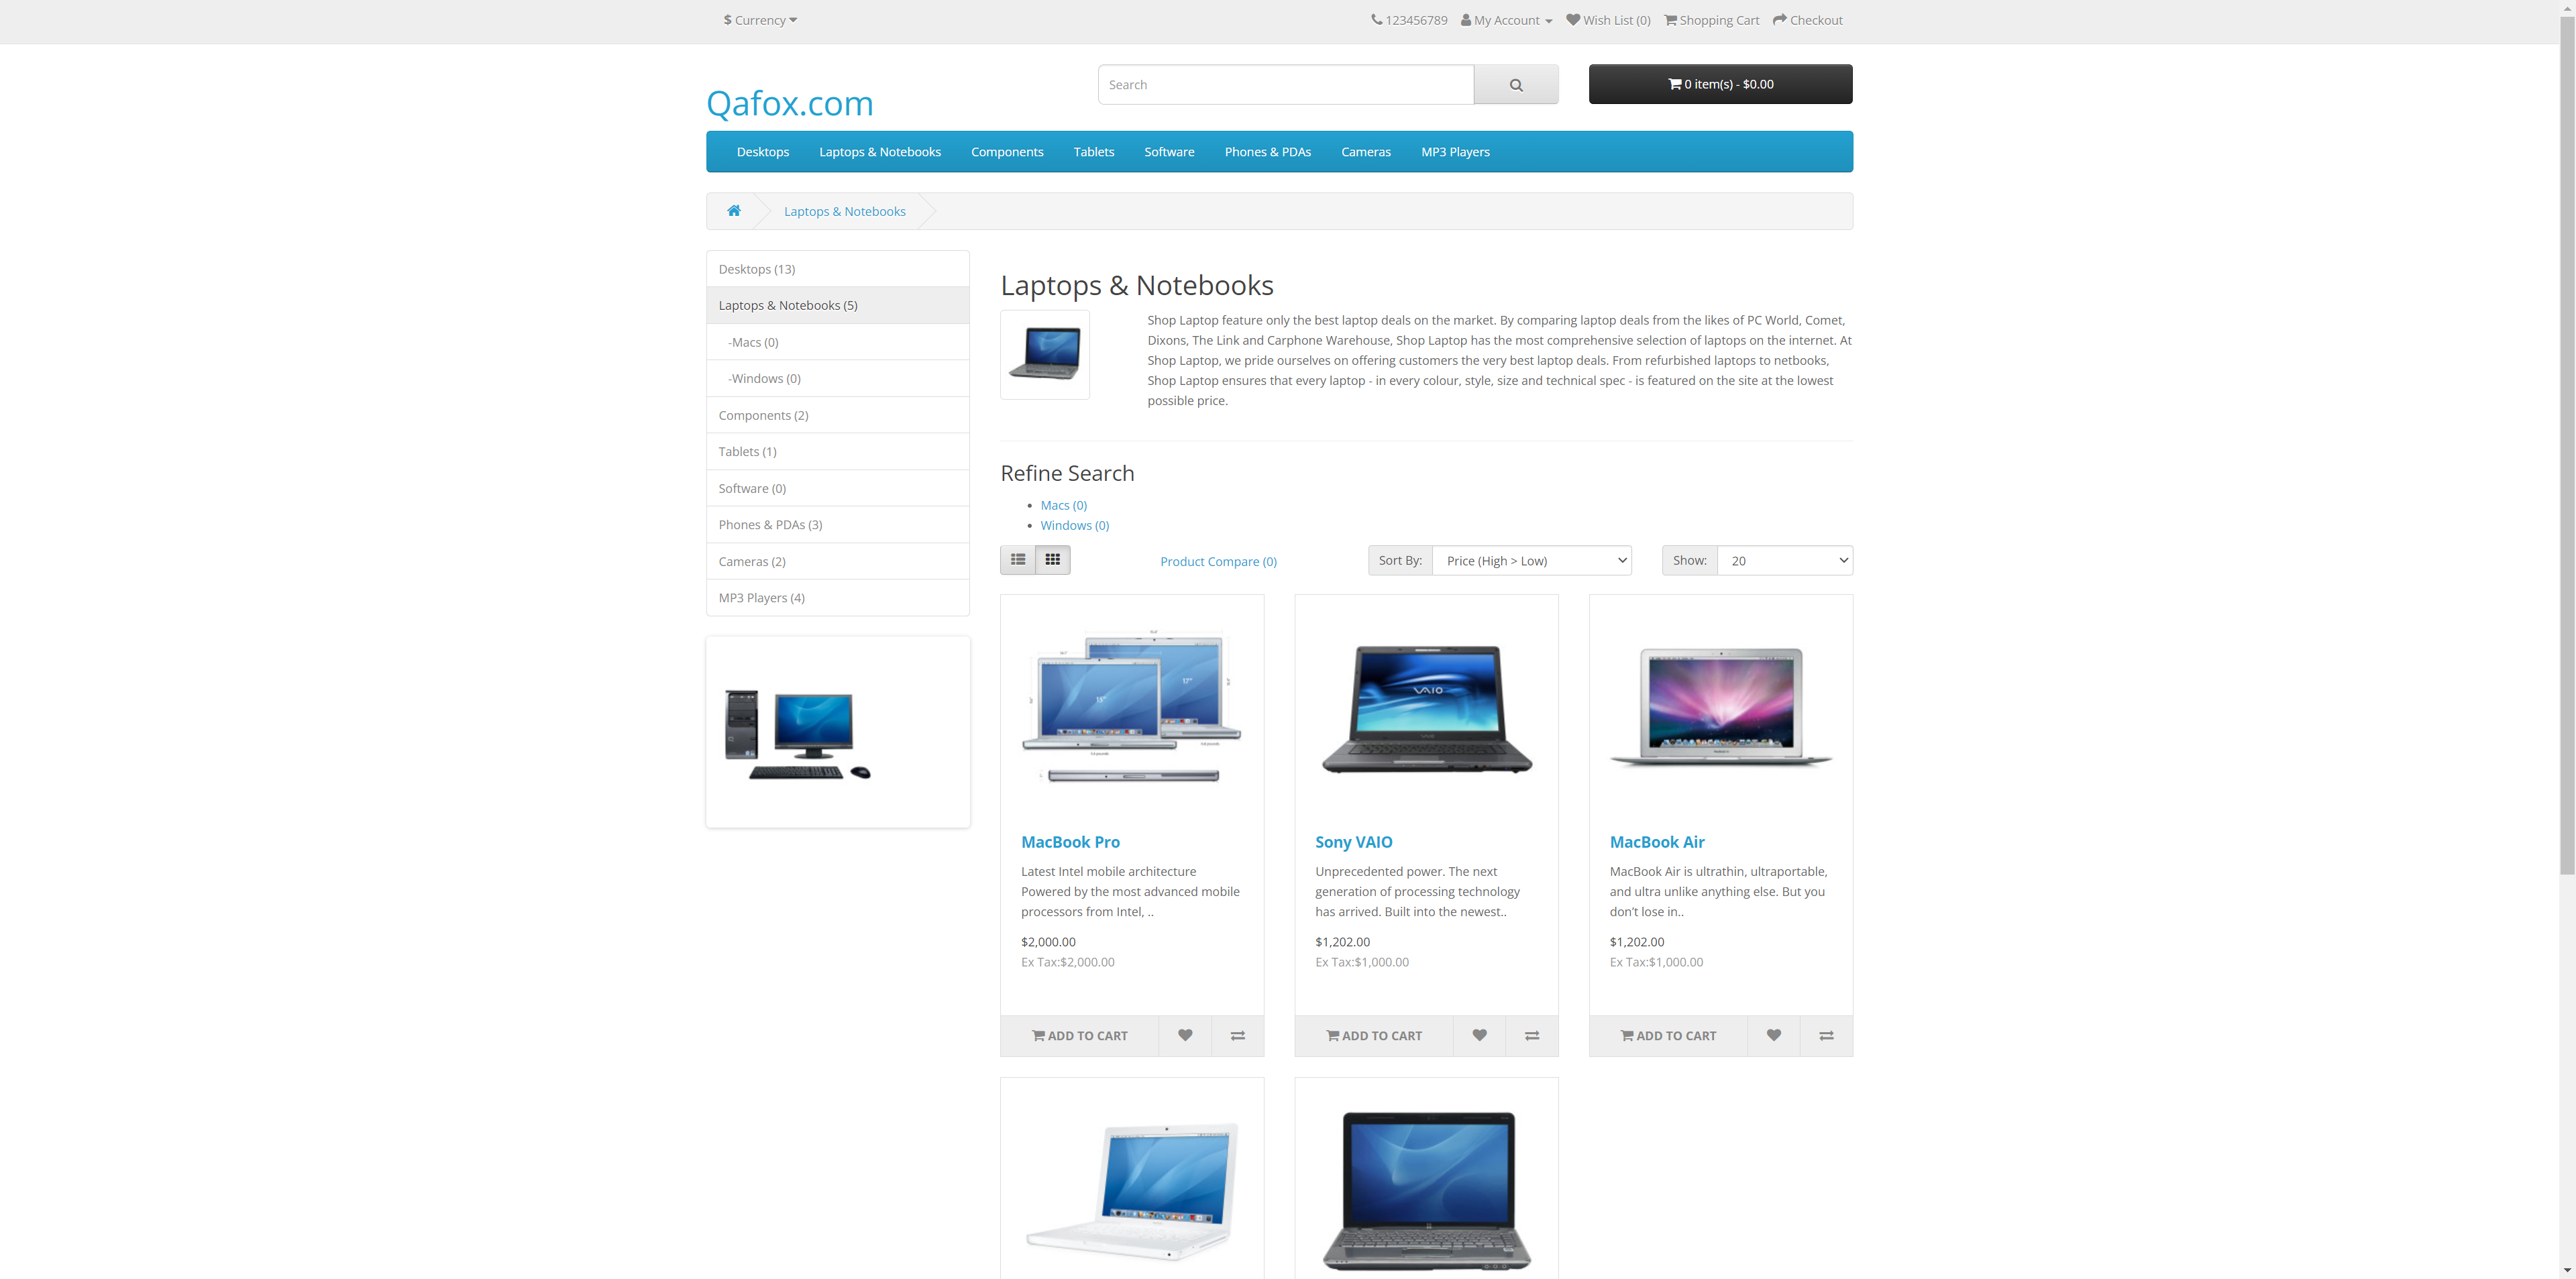 $ Currency
123456789 My Account Wish List (0) Shopping Cart Checkout
Qafox.com
Search
0 item(s) - $0.00
Desktops Laptops & Notebooks Components Tablets Software Phones & PDAs Cameras MP3 Players
Laptops & Notebooks
Desktops (13)
Laptops & Notebooks (5)
-Macs (0)
-Windows (0)
Components (2)
Tablets (1)
Software (0)
Phones & PDAs (3)
Cameras (2)
MP3 Players (4)
Laptops & Notebooks
Shop Laptop feature only the best laptop deals on the market. By comparing laptop deals from the likes of PC World, Comet,
Dixons, The Link and Carphone Warehouse, Shop Laptop has the most comprehensive selection of laptops on the internet. At
Shop Laptop, we pride ourselves on offering customers the very best laptop deals. From refurbished laptops to netbooks,
Shop Laptop ensures that every laptop - in every colour, style, size and technical spec - is featured on the site at the lowest
possible price.
Refine Search
Macs (0)
Windows (0)
Product Compare (0)
Sort By: Price (High > Low)
Show: 20
15"
17"
VAIO
MacBook Pro
Latest Intel mobile architecture
Powered by the most advanced mobile
processors from Intel, ..
$2,000.00
Ex Tax:$2,000.00
ADD TO CART
Sony VAIO
Unprecedented power. The next
generation of processing technology
has arrived. Built into the newest..
$1,202.00
Ex Tax:$1,000.00
ADD TO CART
MacBook Air
MacBook Air is ultrathin, ultraportable,
and ultra unlike anything else. But you
don't lose in..
$1,202.00
Ex Tax:$1,000.00
ADD TO CART